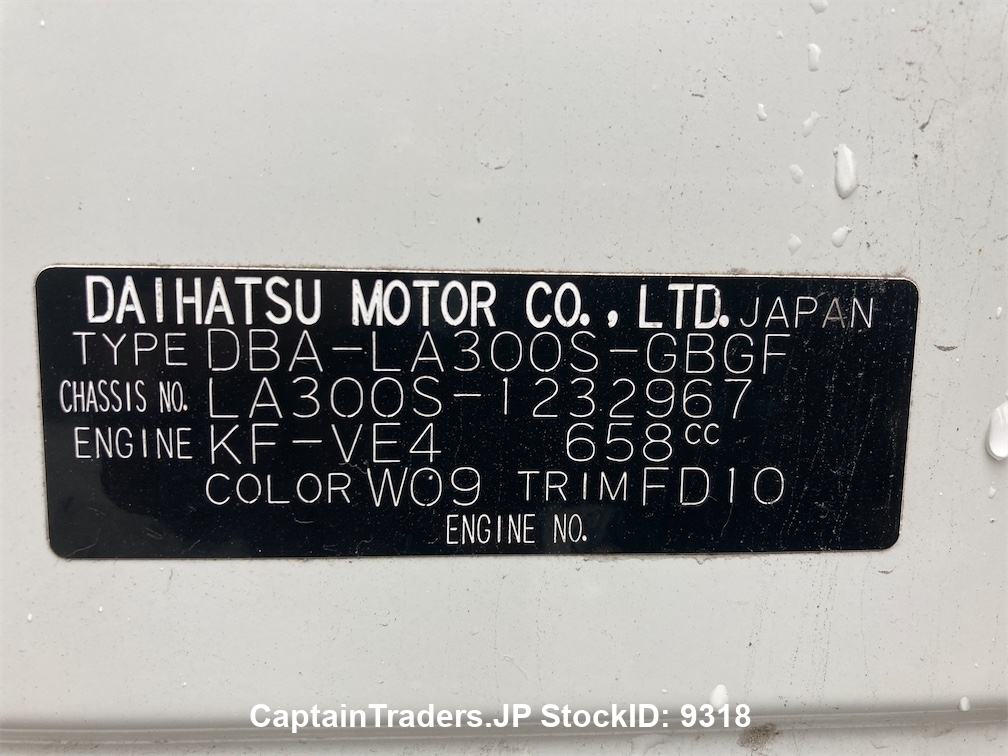 DAIHATSU MOTOR CO., LTD. JAPAN
TYPE DBA-LA300S-GBGF
CHASSIS NO. LA300S-1232967
ENGINE KF-VE4 658cc
COLOR W09 TRIM FD10
ENGINE NO.
CaptainTraders.JP StockID: 9318